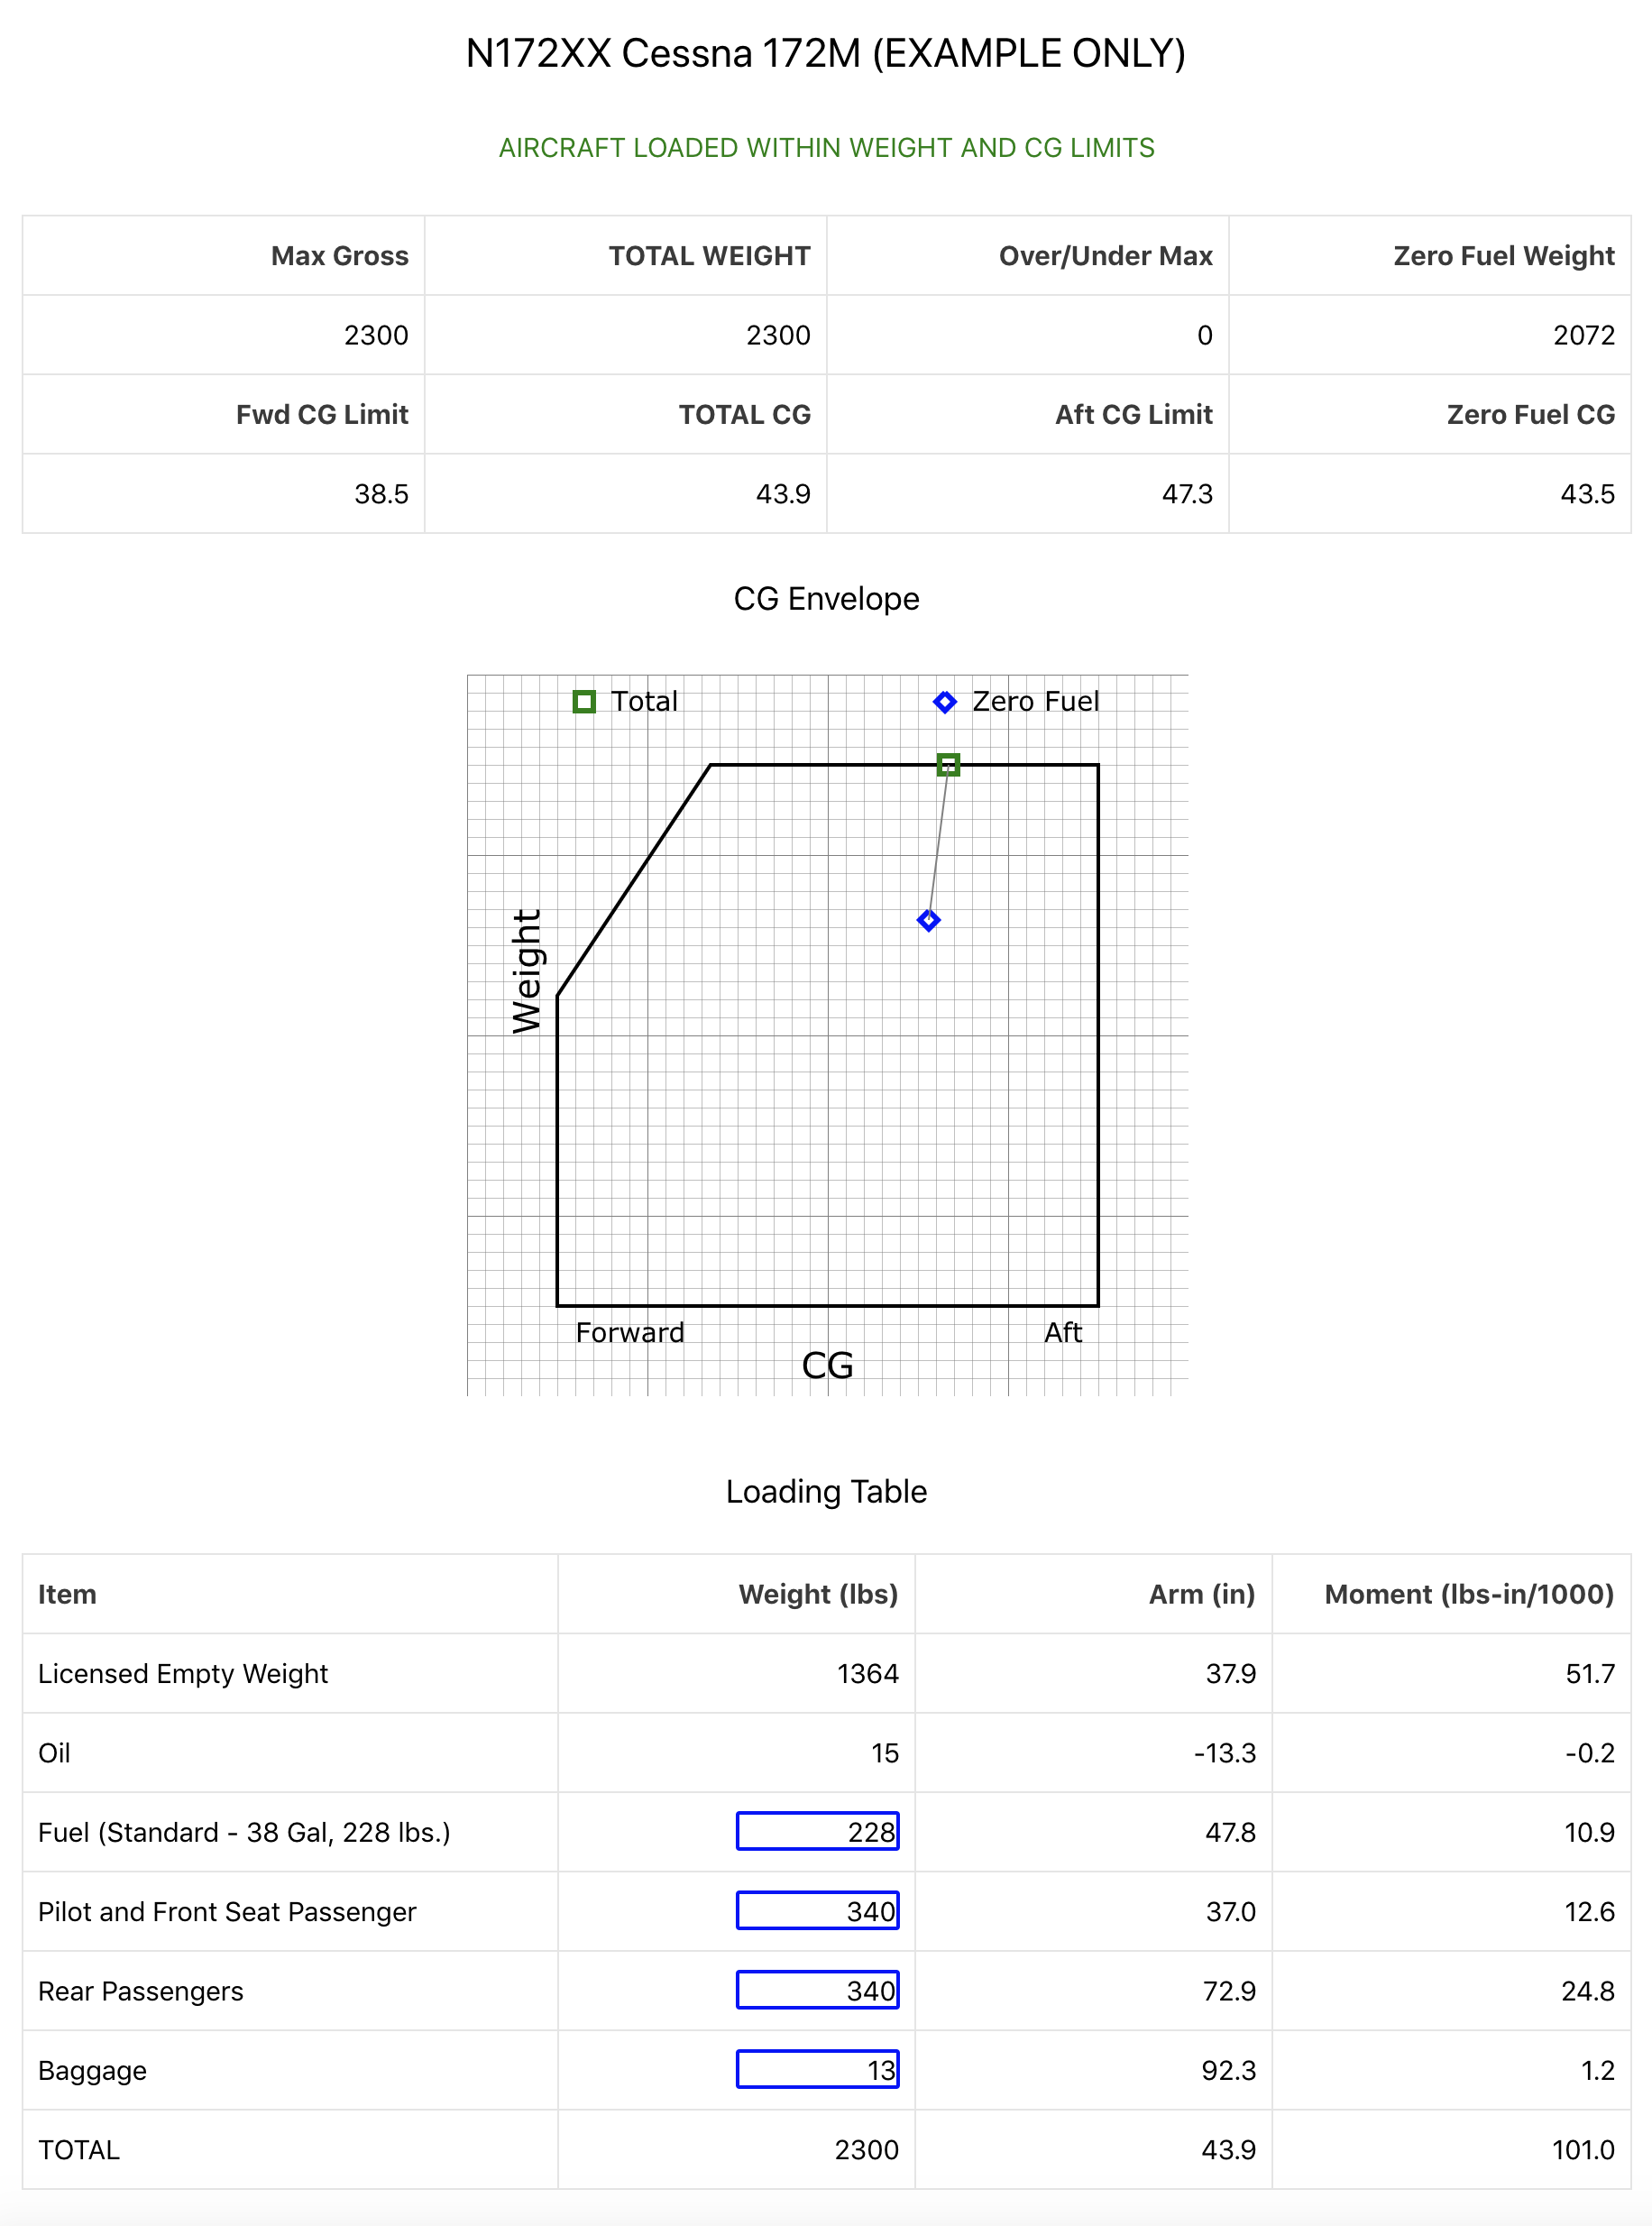 N172XX Cessna 172M (EXAMPLE ONLY)
AIRCRAFT LOADED WITHIN WEIGHT AND CG LIMITS
Max Gross TOTAL WEIGHT Over/Under Max Zero Fuel Weight
2300 2300 0 2072
Fwd CG Limit TOTAL CG Aft CG Limit Zero Fuel CG
38.5 43.9 47.3 43.5
CG Envelope
Total Zero Fuel
Weight
Forward Aft
CG
Loading Table
Item Weight (lbs) Arm (in) Moment (lbs-in/1000)
Licensed Empty Weight 1364 37.9 51.7
Oil 15 -13.3 -0.2
Fuel (Standard - 38 Gal, 228 lbs.) 228 47.8 10.9
Pilot and Front Seat Passenger 340 37.0 12.6
Rear Passengers 340 72.9 24.8
Baggage 13 92.3 1.2
TOTAL 2300 43.9 101.0